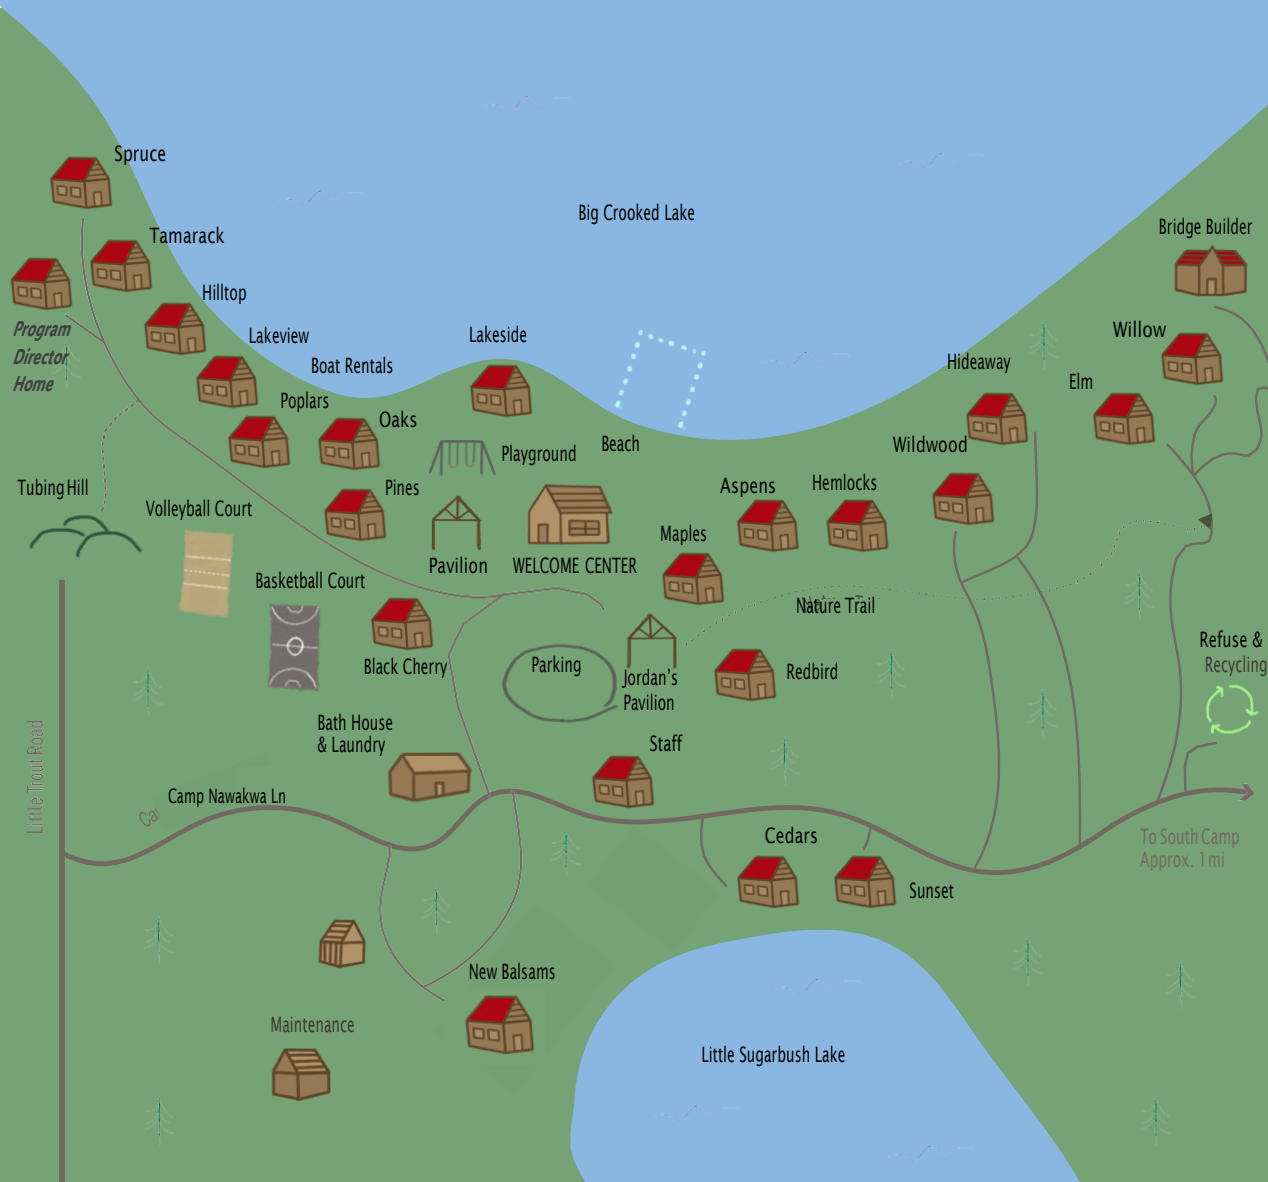 Spruce
Big Crooked Lake
Bridge Builder
Tamarack
Hilltop
Program
Director
Home
Lakeview
Lakeside
Willow
Boat Rentals
Hideaway
Elm
Poplars
Oaks
Playground
Beach
Wildwood
Tubing Hill
Pines
Aspens
Hemlocks
Volleyball Court
Maples
Pavilion
WELCOME CENTER
Basketball Court
Nature Trail
Black Cherry
Parking
Jordan's
Pavilion
Redbird
Refuse &
Recycling
Bath House
& Laundry
Staff
Little Trout Road
Camp Nawakwa Ln
Ca
Cedars
To South Camp
Approx. 1 mi
Sunset
New Balsams
Maintenance
Little Sugarbush Lake